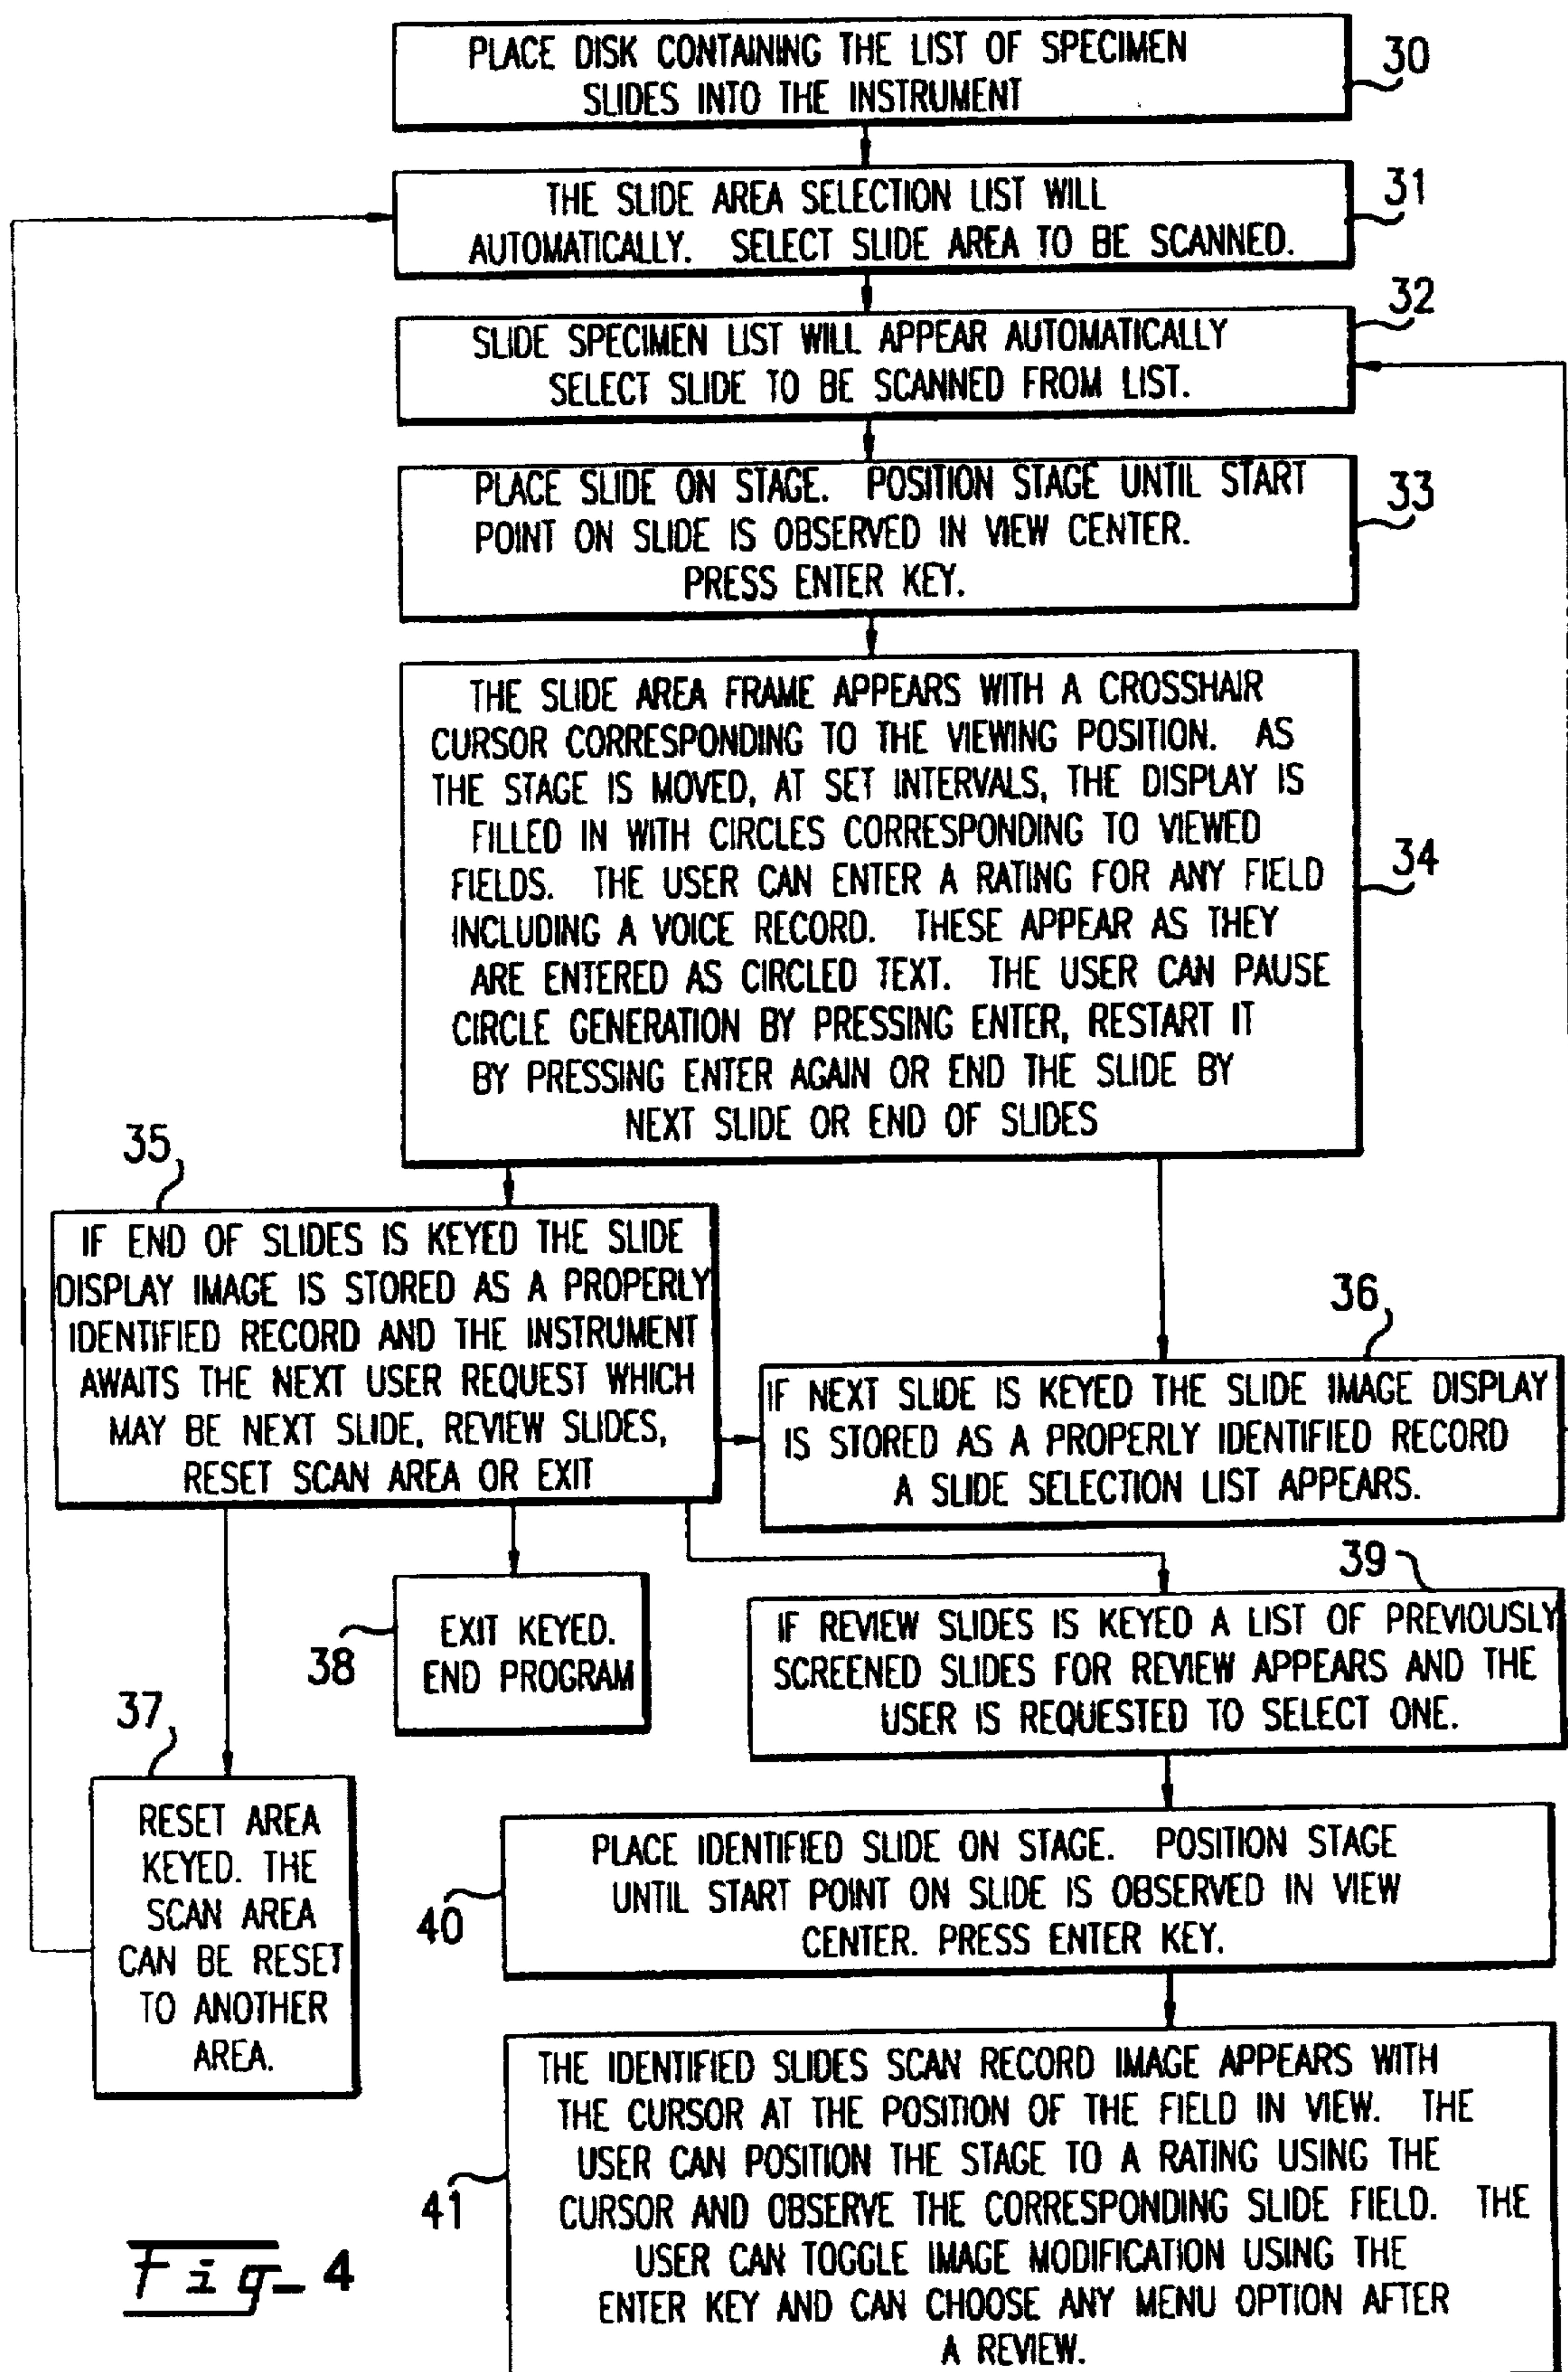 PLACE DISK CONTAINING THE LIST OF SPECIMEN
SLIDES INTO THE INSTRUMENT
30
THE SLIDE AREA SELECTION LIST WILL
AUTOMATICALLY. SELECT SLIDE AREA TO BE SCANNED.
31
SLIDE SPECIMEN LIST WILL APPEAR AUTOMATICALLY
SELECT SLIDE TO BE SCANNED FROM LIST.
32
PLACE SLIDE ON STAGE. POSITION STAGE UNTIL START
POINT ON SLIDE IS OBSERVED IN VIEW CENTER.
PRESS ENTER KEY.
33
THE SLIDE AREA FRAME APPEARS WITH A CROSSHAIR
CURSOR CORRESPONDING TO THE VIEWING POSITION. AS
THE STAGE IS MOVED, AT SET INTERVALS, THE DISPLAY IS
FILLED IN WITH CIRCLES CORRESPONDING TO VIEWED
FIELDS. THE USER CAN ENTER A RATING FOR ANY FIELD
INCLUDING A VOICE RECORD. THESE APPEAR AS THEY
ARE ENTERED AS CIRCLED TEXT. THE USER CAN PAUSE
CIRCLE GENERATION BY PRESSING ENTER, RESTART IT
BY PRESSING ENTER AGAIN OR END THE SLIDE BY
NEXT SLIDE OR END OF SLIDES
34
35
IF END OF SLIDES IS KEYED THE SLIDE
DISPLAY IMAGE IS STORED AS A PROPERLY
IDENTIFIED RECORD AND THE INSTRUMENT
AWAITS THE NEXT USER REQUEST WHICH
MAY BE NEXT SLIDE, REVIEW SLIDES,
RESET SCAN AREA OR EXIT
36
IF NEXT SLIDE IS KEYED THE SLIDE IMAGE DISPLAY
IS STORED AS A PROPERLY IDENTIFIED RECORD
A SLIDE SELECTION LIST APPEARS.
37
RESET AREA
KEYED. THE
SCAN AREA
CAN BE RESET
TO ANOTHER
AREA.
38
EXIT KEYED.
END PROGRAM
39
IF REVIEW SLIDES IS KEYED A LIST OF PREVIOUSLY
SCREENED SLIDES FOR REVIEW APPEARS AND THE
USER IS REQUESTED TO SELECT ONE.
40
PLACE IDENTIFIED SLIDE ON STAGE. POSITION STAGE
UNTIL START POINT ON SLIDE IS OBSERVED IN VIEW
CENTER. PRESS ENTER KEY.
41
THE IDENTIFIED SLIDES SCAN RECORD IMAGE APPEARS WITH
THE CURSOR AT THE POSITION OF THE FIELD IN VIEW. THE
USER CAN POSITION THE STAGE TO A RATING USING THE
CURSOR AND OBSERVE THE CORRESPONDING SLIDE FIELD. THE
USER CAN TOGGLE IMAGE MODIFICATION USING THE
ENTER KEY AND CAN CHOOSE ANY MENU OPTION AFTER
A REVIEW.
Fig_ 4